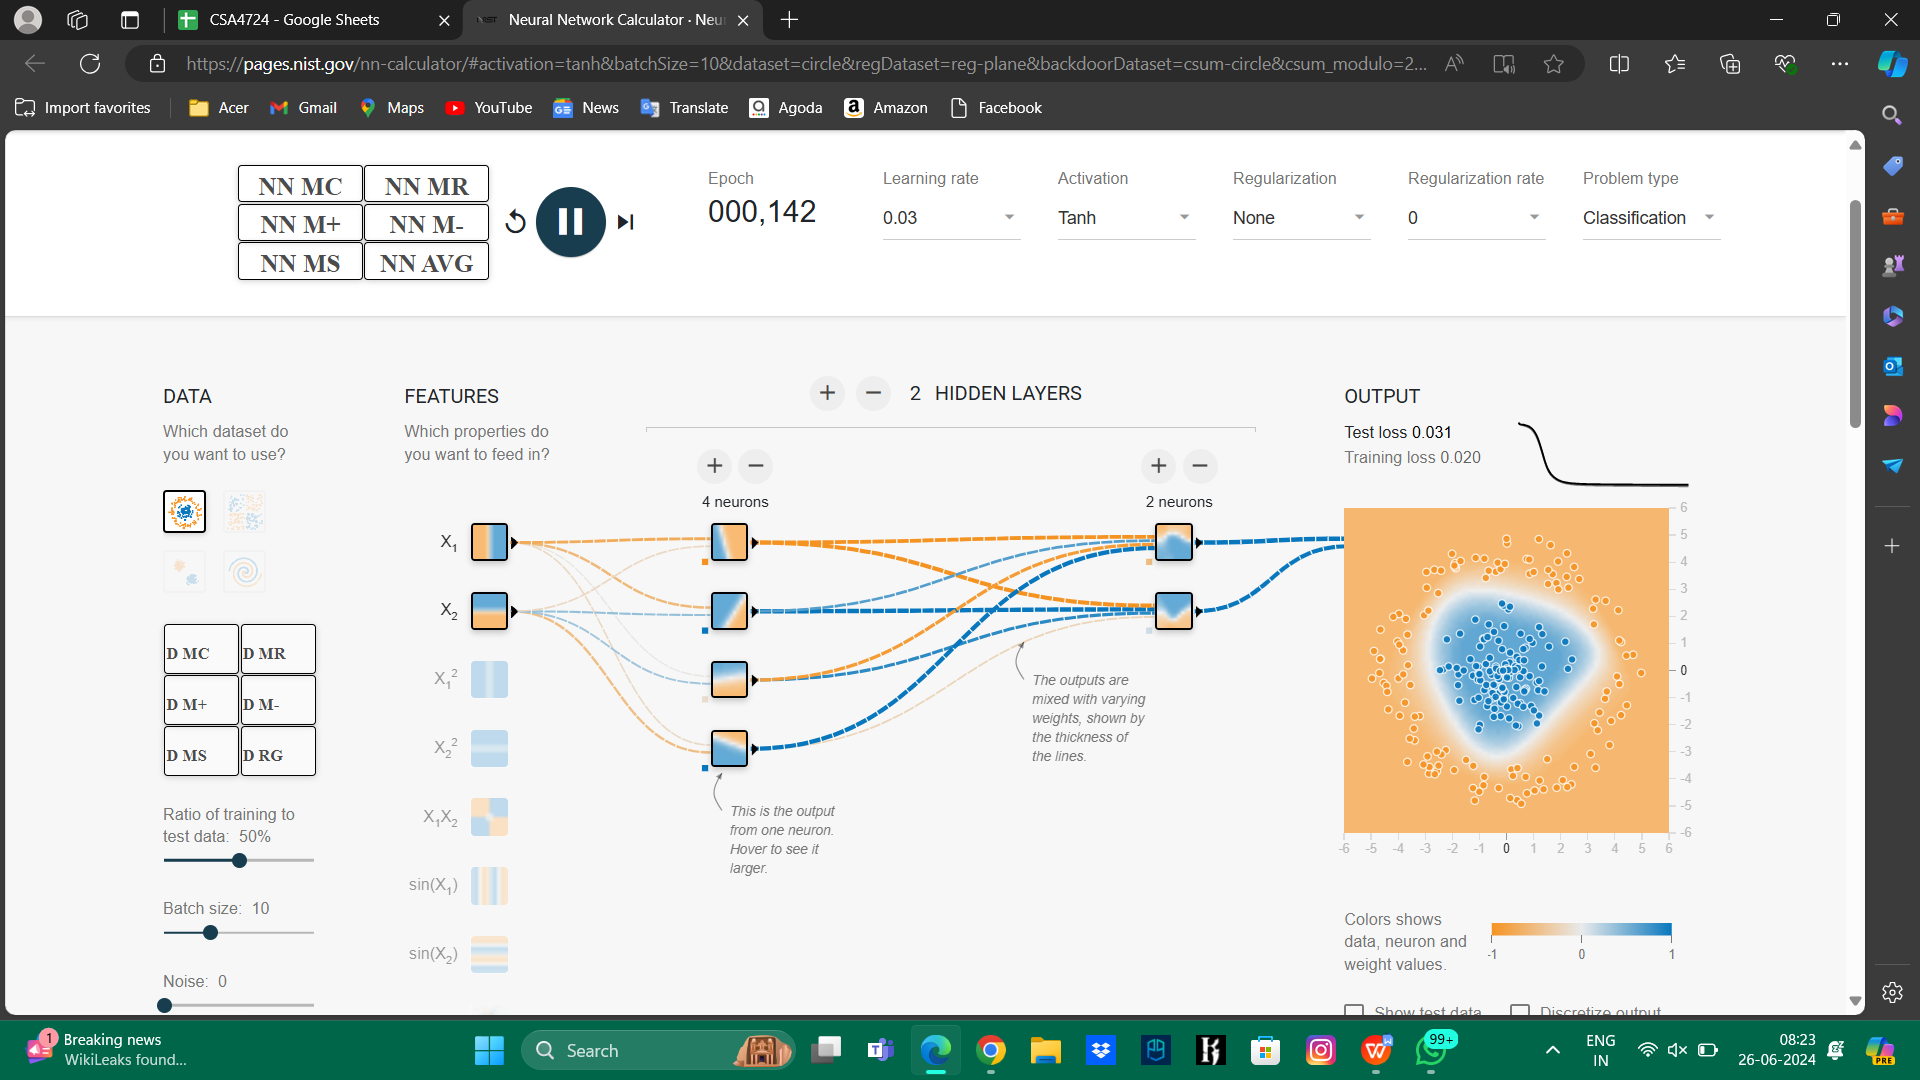 CSA4724 - Google Sheets
Neural Network Calculator · Neu
https://pages.nist.gov/nn-calculator/#activation=tanh&batchSize=10&dataset=circle&regDataset=reg-plane&backdoorDataset=csum-circle&csum_modulo=2...
Import favorites
Acer
Gmail
Maps
YouTube
News
Translate
Agoda
Amazon
Facebook
NN MC
NN MR
NN M+
NN M-
NN MS
NN AVG
Epoch
000,142
Learning rate
0.03
Activation
Tanh
Regularization
None
Regularization rate
0
Problem type
Classification
DATA
Which dataset do
you want to use?
D MC
D MR
D M+
D M-
D MS
D RG
Ratio of training to
test data: 50%
Batch size: 10
Noise: 0
FEATURES
Which properties do
you want to feed in?
X1
X2
X1²
X2²
X1X2
sin(X1)
sin(X2)
2 HIDDEN LAYERS
4 neurons
2 neurons
The outputs are
mixed with varying
weights, shown by
the thickness of
the lines.
This is the output
from one neuron.
Hover to see it
larger.
OUTPUT
Test loss 0.031
Training loss 0.020
6
5
4
3
2
1
0
-1
-2
-3
-4
-5
-6
-6 -5 -4 -3 -2 -1 0 1 2 3 4 5 6
Colors shows
data, neuron and
weight values.
-1 0 1
Show test data
Discretize output
1
Breaking news
WikiLeaks found...
Search
99+
ENG
IN
08:23
26-06-2024
PRE